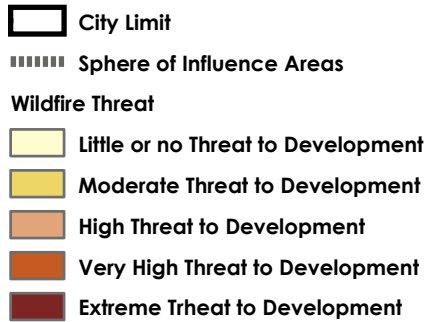 City Limit
Sphere of Influence Areas
Wildfire Threat
Little or no Threat to Development
Moderate Threat to Development
High Threat to Development
Very High Threat to Development
Extreme Trheat to Development